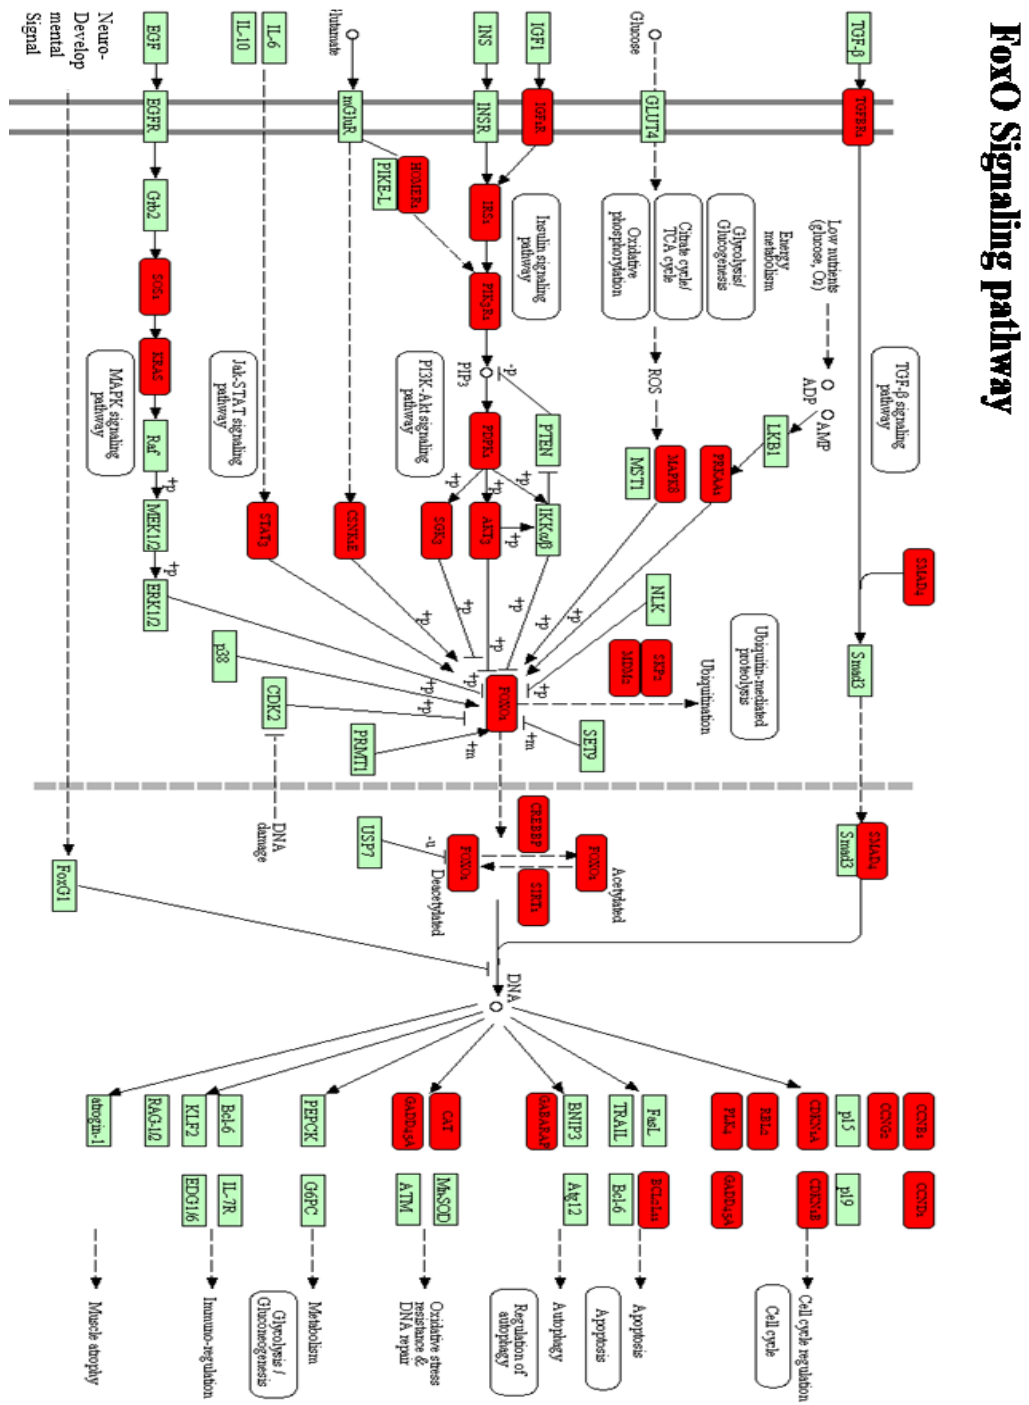 FoxO Signaling pathway
TGF-β
TGFBR1
TGF-β signaling
pathway
SMAD4
Smad3
SMAD4
Smad3
CCNB1
CCNG2
p15
CDKN1A
RBL2
PLK4
p19
CDKN1B
GADD45A
Cell cycle regulation
Cell cycle
Low nutrients
(glucose, O2)
ADP
AMP
LKB1
PRKAA1
Energy
metabolism
Glucose
GLUT4
Glycolysis/
Glucogenesis
Citrate cycle/
TCA cycle
Oxidative
phosphorylation
ROS
MAPK8
MST1
NLK
Ubiquitin-mediated
proteolysis
Ubiquitination
SKP2
MDM2
SET9
+m
Acetylated
FOXO1
CREBBP
SIRT1
FOXO1
Deacetylated
-u
USP7
FasL
TRAIL
BCL2L11
Bcl-6
Apoptosis
Apoptosis
IGF1
IGF1R
INS
INSR
IRS1
Insulin signaling
pathway
PIK3R1
PIP3
-p
PTEN
IKKα/β
PDPK1
+p
+p
+p
AKT3
SGK3
+p
PI3K-Akt signaling
pathway
+p
+p
+p
+p
+p
+p
+p
+p
+p
+p
FOXO1
+m
PRMT1
DNA
BNIP3
GABARAP
Atg12
Autophagy
Regulation of
autophagy
mGluR
HOMER1
PIKE-L
CSNK1E
CAT
GADD45A
MnSOD
ATM
Oxidative stress
resistance &
DNA repair
IL-6
IL-10
Jak-STAT signaling
pathway
STAT3
CDK2
DNA
damage
PEPCK
G6PC
Metabolism
Glycolysis /
Gluconeogenesis
EGF
EGFR
Grb2
SOS1
KRAS
Raf
+p
MEK1/2
+p
ERK1/2
p38
MAPK signaling
pathway
Bcl-6
KLF2
RAG-1/2
IL-7R
EDG1/6
Immuno-regulation
Neuro-
Develop
mental
Signal
FoxG1
atrogin-1
Muscle atrophy